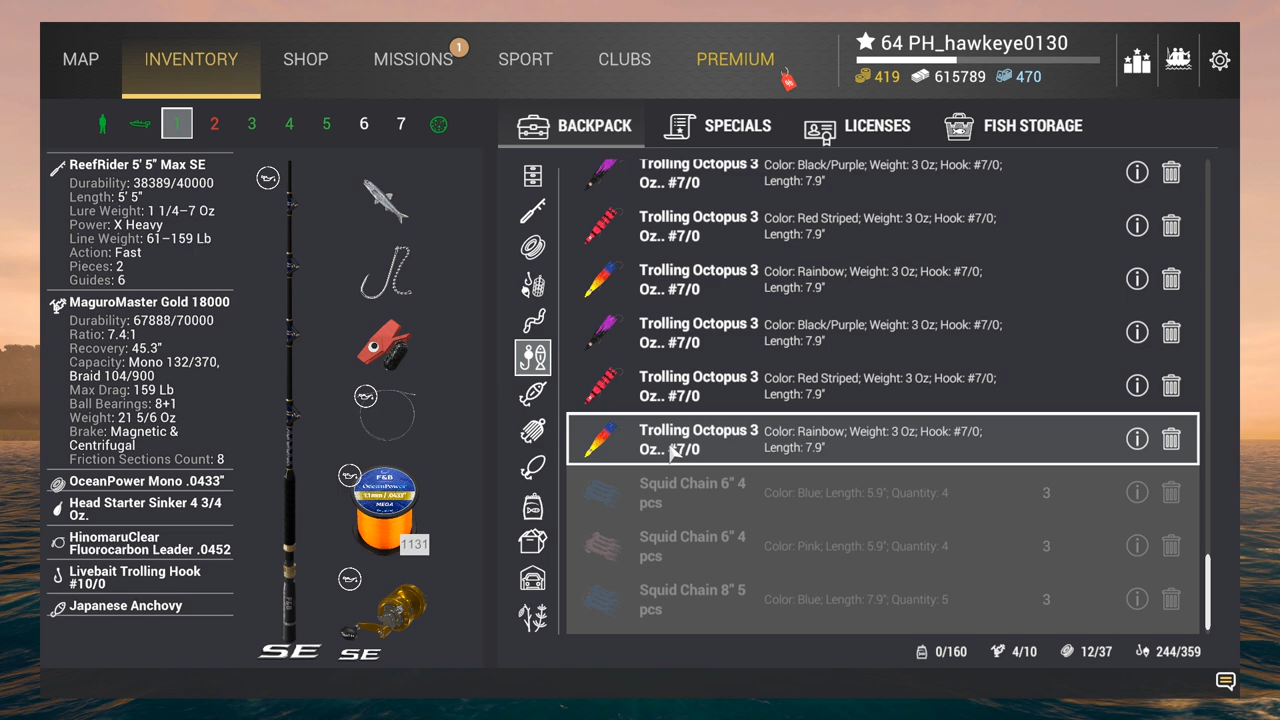 MAP
INVENTORY
SHOP
MISSIONS
1
SPORT
CLUBS
PREMIUM
64 PH_hawkeye0130
419 615789 470
1 2 3 4 5 6 7
BACKPACK
SPECIALS
LICENSES
FISH STORAGE
ReefRider 5' 5" Max SE
Durability: 38389/40000
Length: 5' 5"
Lure Weight: 1 1/4–7 Oz
Power: X Heavy
Line Weight: 61–159 Lb
Action: Fast
Pieces: 2
Guides: 6
MaguroMaster Gold 18000
Durability: 67888/70000
Ratio: 7.4:1
Recovery: 45.3"
Capacity: Mono 132/370,
Braid 104/900
Max Drag: 159 Lb
Ball Bearings: 8+1
Weight: 21 5/6 Oz
Brake: Magnetic &
Centrifugal
Friction Sections Count: 8
OceanPower Mono .0433"
Head Starter Sinker 4 3/4
Oz.
HinomaruClear
Fluorocarbon Leader .0452
Livebait Trolling Hook
#10/0
Japanese Anchovy
F&B
OceanPower
1.1mm / .0433"
MEGA
1131
SE
SE
Trolling Octopus 3
Oz.. #7/0
Color: Black/Purple; Weight: 3 Oz; Hook: #7/0;
Length: 7.9"
Trolling Octopus 3
Oz.. #7/0
Color: Red Striped; Weight: 3 Oz; Hook: #7/0;
Length: 7.9"
Trolling Octopus 3
Oz.. #7/0
Color: Rainbow; Weight: 3 Oz; Hook: #7/0;
Length: 7.9"
Trolling Octopus 3
Oz.. #7/0
Color: Black/Purple; Weight: 3 Oz; Hook: #7/0;
Length: 7.9"
Trolling Octopus 3
Oz.. #7/0
Color: Red Striped; Weight: 3 Oz; Hook: #7/0;
Length: 7.9"
Trolling Octopus 3
Oz.. #7/0
Color: Rainbow; Weight: 3 Oz; Hook: #7/0;
Length: 7.9"
Squid Chain 6" 4
pcs
Color: Blue; Length: 5.9"; Quantity: 4
3
Squid Chain 6" 4
pcs
Color: Pink; Length: 5.9"; Quantity: 4
3
Squid Chain 8" 5
pcs
Color: Blue; Length: 7.9"; Quantity: 5
3
0/160
4/10
12/37
244/359